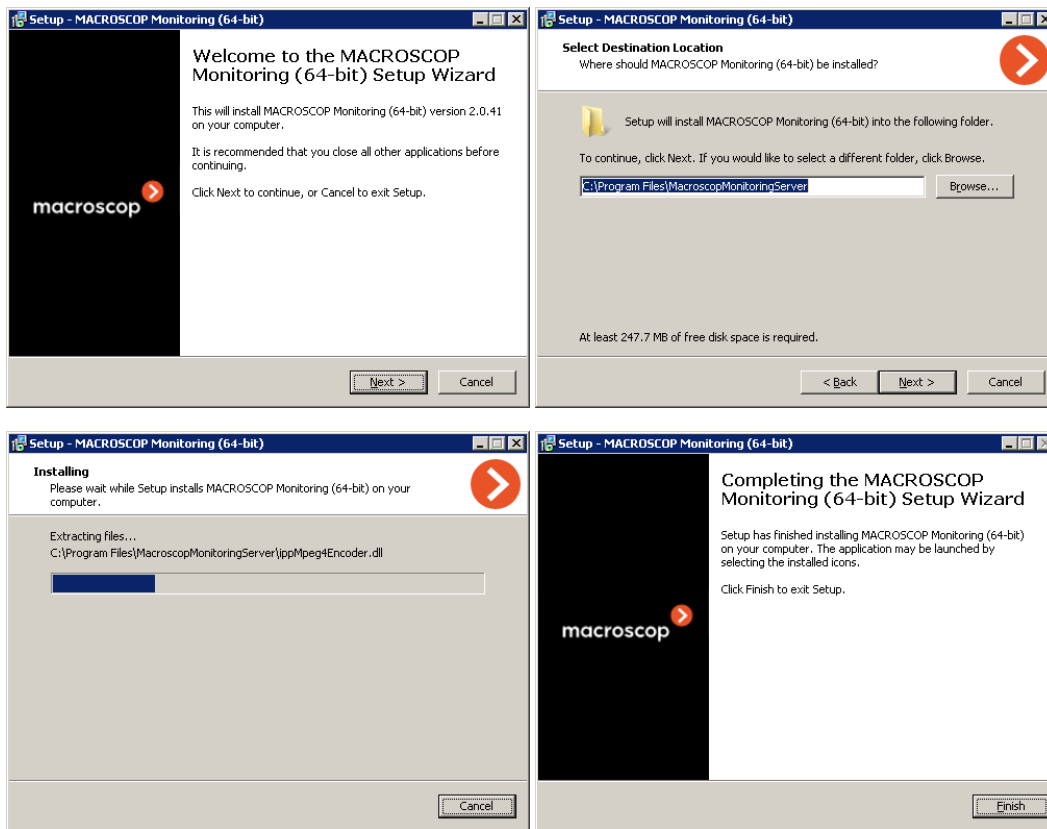 Setup - MACROSCOP Monitoring (64-bit)
Welcome to the MACROSCOP
Monitoring (64-bit) Setup Wizard
This will install MACROSCOP Monitoring (64-bit) version 2.0.41
on your computer.
It is recommended that you close all other applications before
continuing.
Click Next to continue, or Cancel to exit Setup.
macroscop
Next >
Cancel
Setup - MACROSCOP Monitoring (64-bit)
Select Destination Location
Where should MACROSCOP Monitoring (64-bit) be installed?
Setup will install MACROSCOP Monitoring (64-bit) into the following folder.
To continue, click Next. If you would like to select a different folder, click Browse.
C:\Program Files\MacroscopMonitoringServer
Browse...
At least 247.7 MB of free disk space is required.
< Back
Next >
Cancel
Setup - MACROSCOP Monitoring (64-bit)
Installing
Please wait while Setup installs MACROSCOP Monitoring (64-bit) on your
computer.
Extracting files...
C:\Program Files\MacroscopMonitoringServer\ippMpeg4Encoder.dll
Cancel
Setup - MACROSCOP Monitoring (64-bit)
Completing the MACROSCOP
Monitoring (64-bit) Setup Wizard
Setup has finished installing MACROSCOP Monitoring (64-bit)
on your computer. The application may be launched by
selecting the installed icons.
Click Finish to exit Setup.
macroscop
Finish